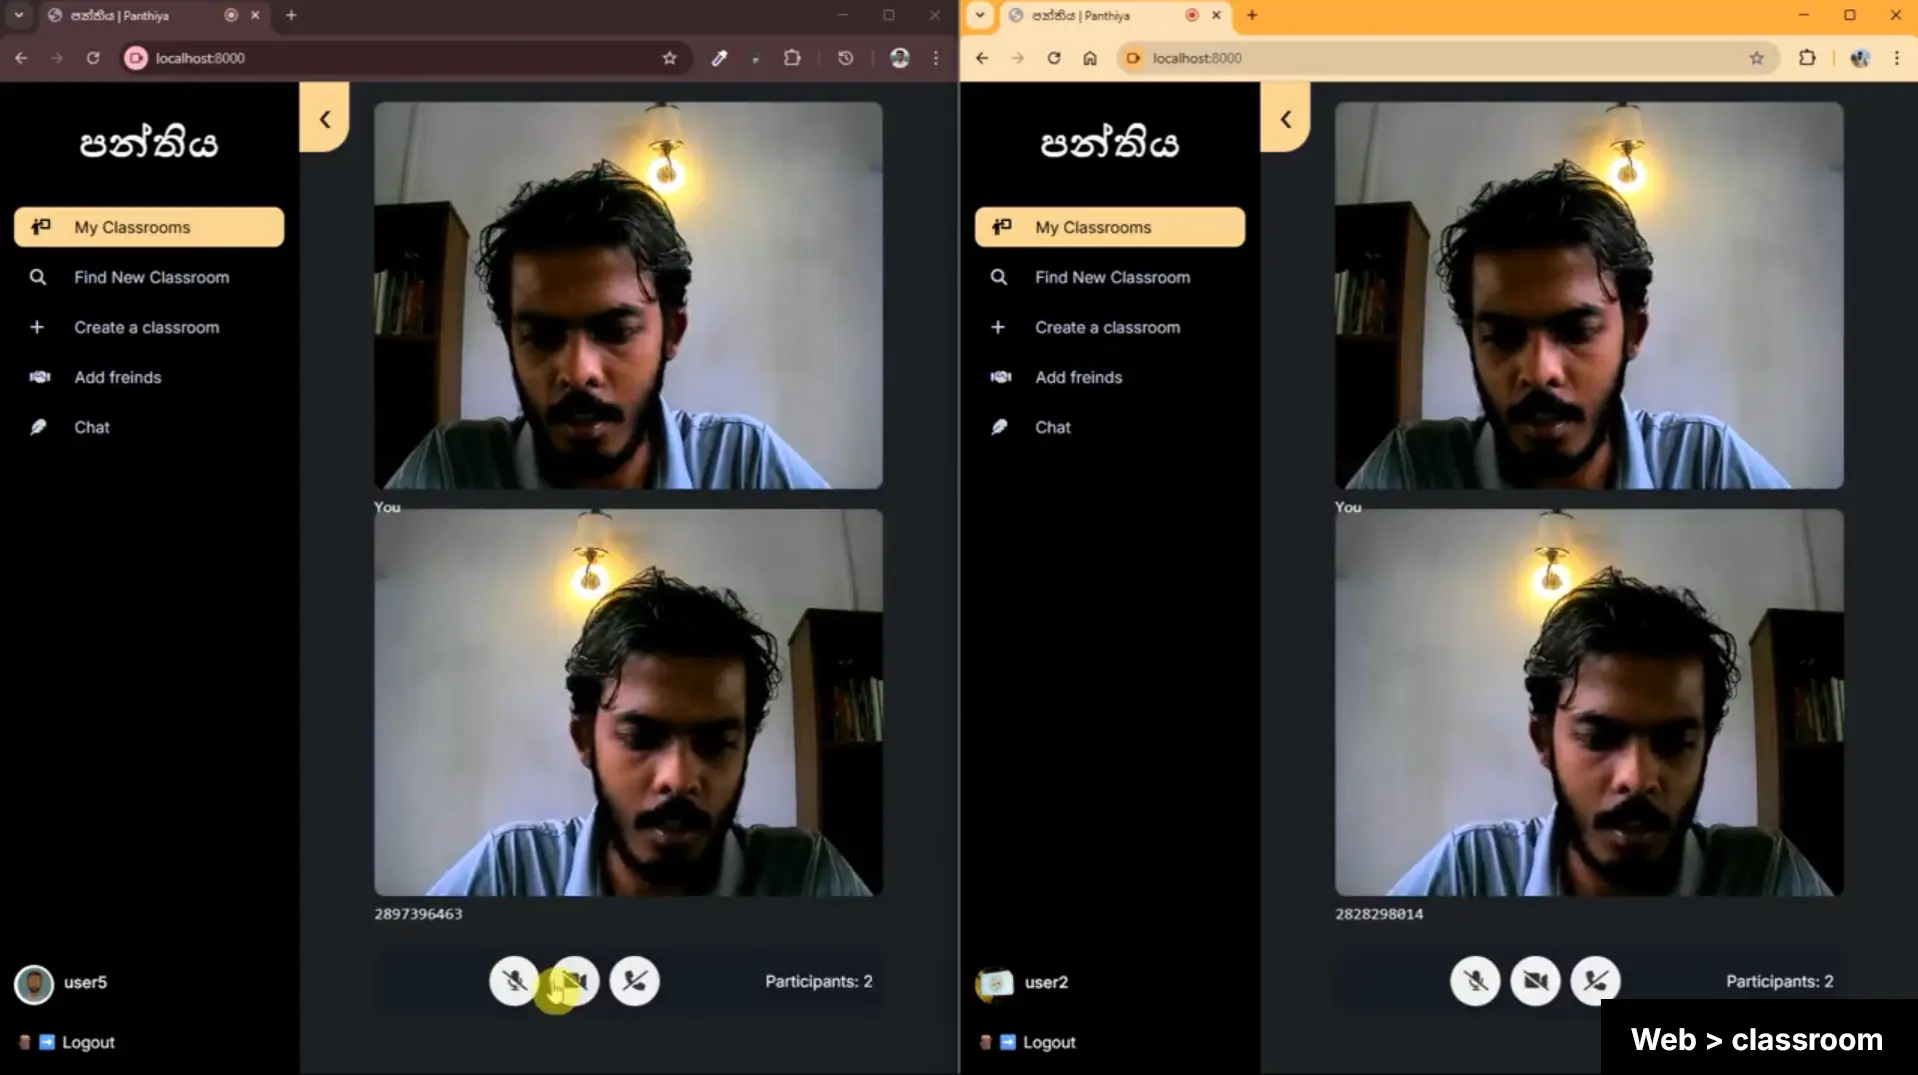 පන්තිය | Panthiya
localhost:8000
පන්තිය
My Classrooms
Find New Classroom
Create a classroom
Add freinds
Chat
You
2897396463
Participants: 2
user5
Logout
පන්තිය | Panthiya
localhost:8000
පන්තිය
My Classrooms
Find New Classroom
Create a classroom
Add freinds
Chat
You
2828298014
Participants: 2
user2
Logout
Web > classroom